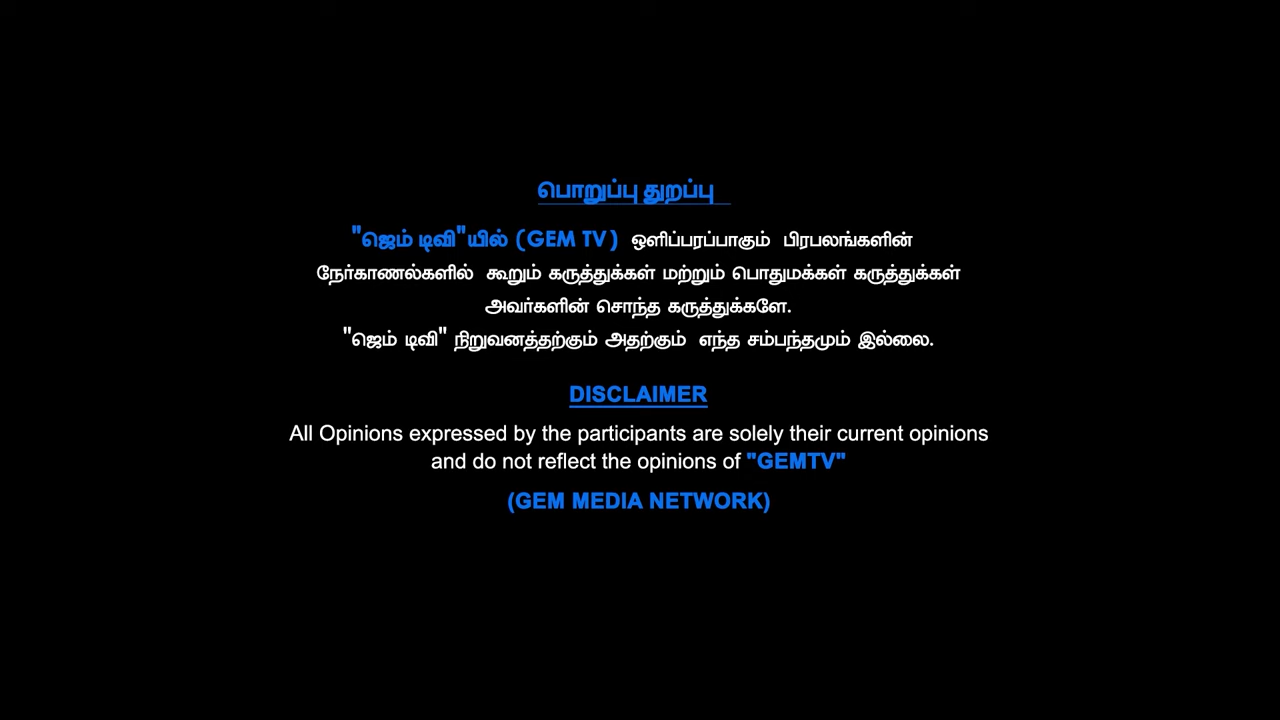 பொறுப்பு துறப்பு
"ஜெம் டிவி"யில் (GEM TV) ஒளிப்பரப்பாகும் பிரபலங்களின்
நேர்காணல்களில் கூறும் கருத்துக்கள் மற்றும் பொதுமக்கள் கருத்துக்கள்
அவர்களின் சொந்த கருத்துக்களே.
"ஜெம் டிவி" நிறுவனத்தற்கும் அதற்கும் எந்த சம்பந்தமும் இல்லை.
DISCLAIMER
All Opinions expressed by the participants are solely their current opinions
and do not reflect the opinions of "GEMTV"
(GEM MEDIA NETWORK)